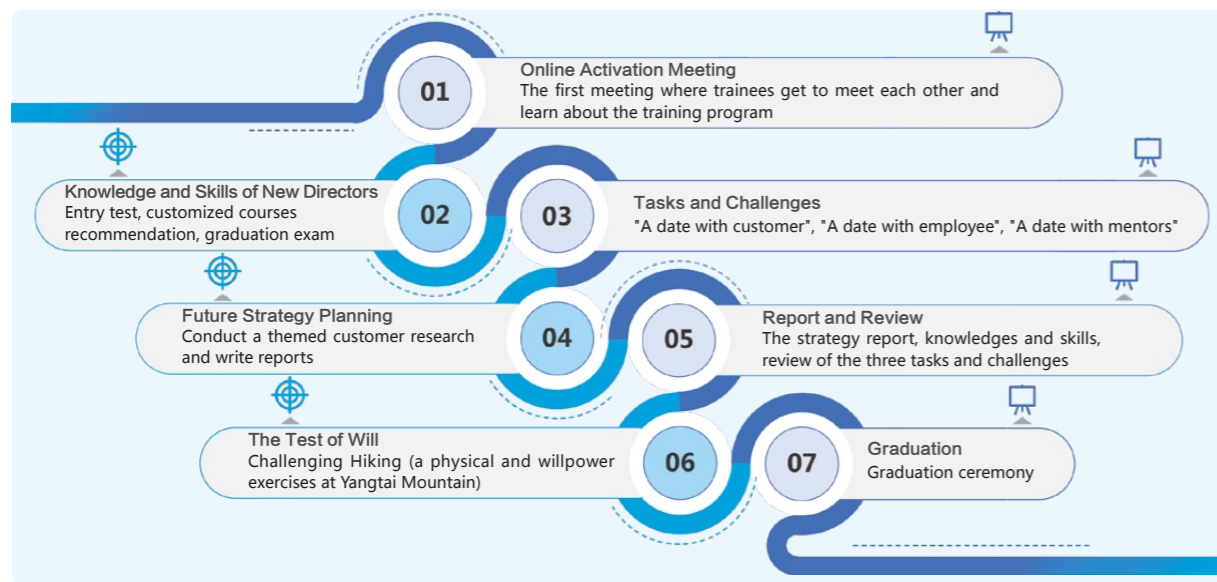 01
Online Activation Meeting
The first meeting where trainees get to meet each other and
learn about the training program
02
Knowledge and Skills of New Directors
Entry test, customized courses
recommendation, graduation exam
03
Tasks and Challenges
"A date with customer", "A date with employee", "A date with mentors"
04
Future Strategy Planning
Conduct a themed customer research
and write reports
05
Report and Review
The strategy report, knowledges and skills,
review of the three tasks and challenges
06
The Test of Will
Challenging Hiking (a physical and willpower
exercises at Yangtai Mountain)
07
Graduation
Graduation ceremony